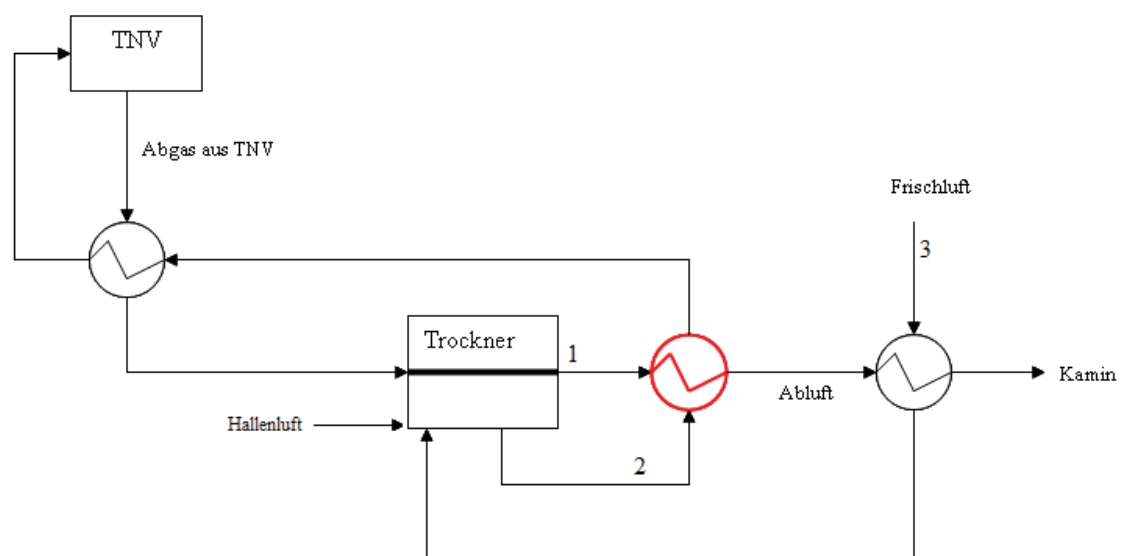 TNV
Abgas aus TNV
Frischluft
3
Trockner
1
Abluft
Kamin
Hallenluft
2